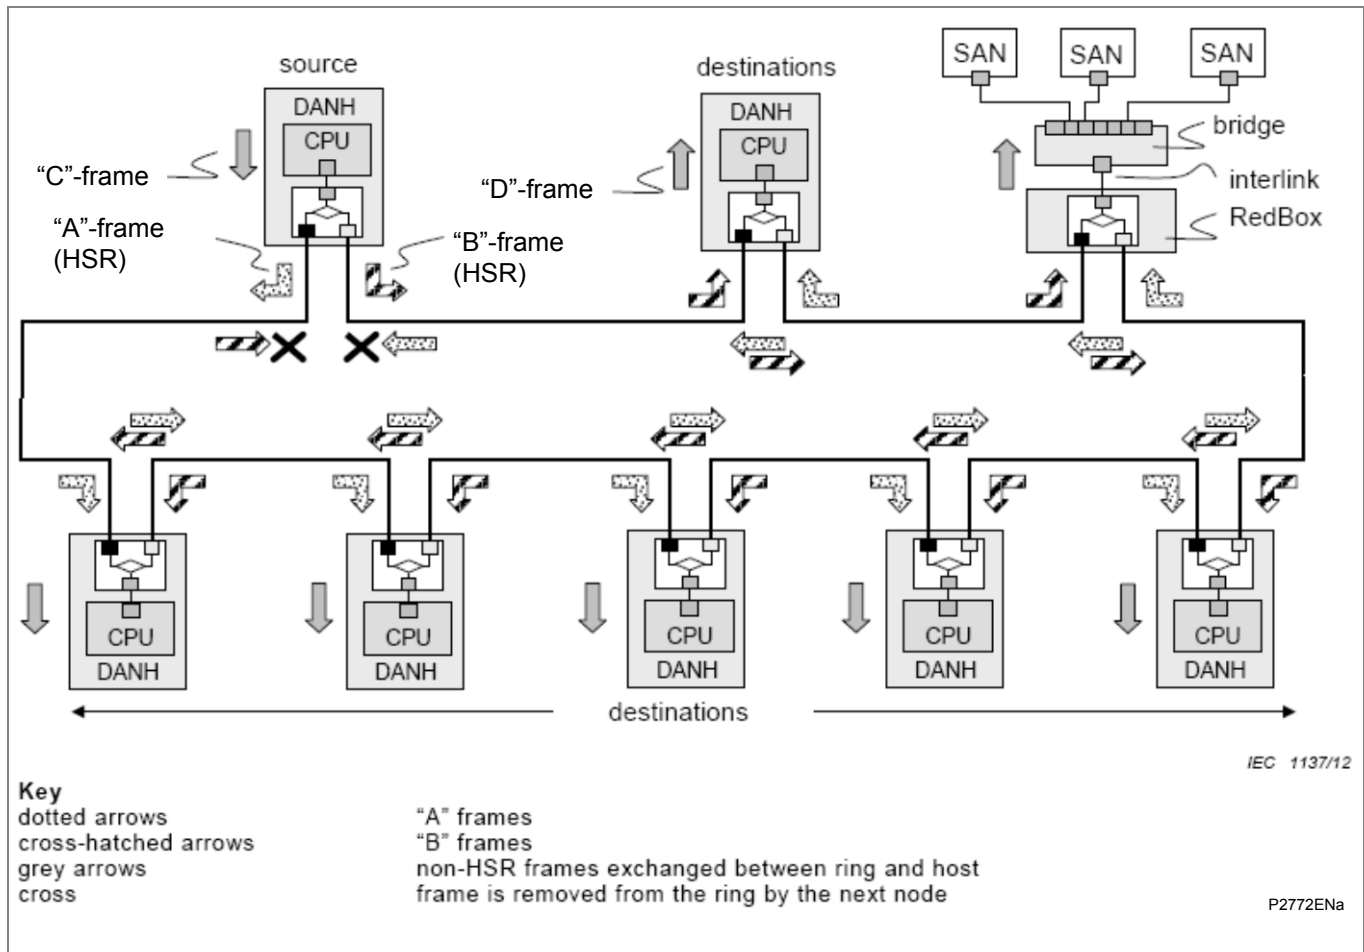 source
destinations
SAN
SAN
SAN
DANH
CPU
DANH
CPU
bridge
interlink
RedBox
“C”-frame
“D”-frame
“A”-frame
(HSR)
“B”-frame
(HSR)
CPU
DANH
CPU
DANH
CPU
DANH
CPU
DANH
CPU
DANH
destinations
IEC 1137/12
Key
dotted arrows “A” frames
cross-hatched arrows “B” frames
grey arrows non-HSR frames exchanged between ring and host
cross frame is removed from the ring by the next node
P2772ENa